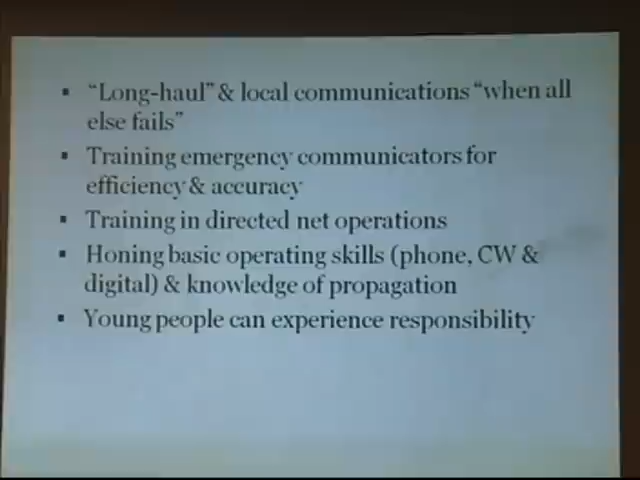 ▪ “Long-haul” & local communications “when all
else fails”
▪ Training emergency communicators for
efficiency & accuracy
▪ Training in directed net operations
▪ Honing basic operating skills (phone, CW &
digital) & knowledge of propagation
▪ Young people can experience responsibility